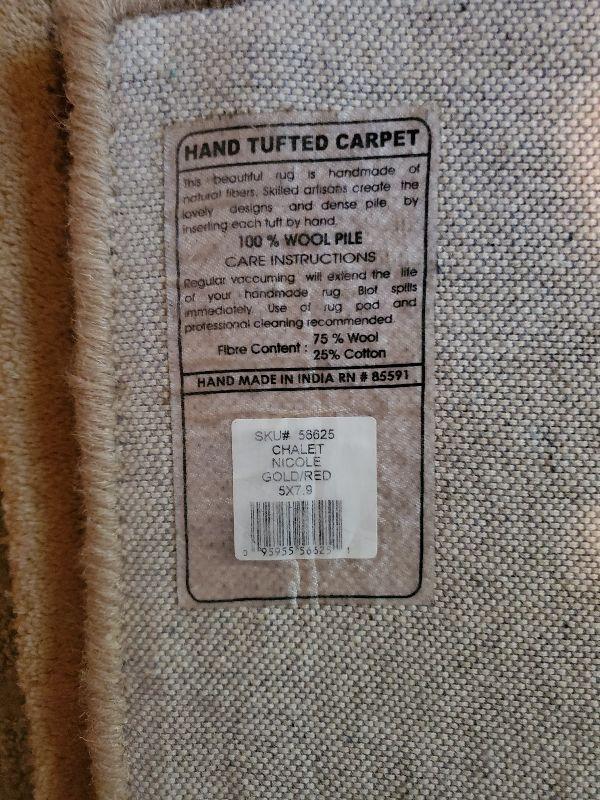 HAND TUFTED CARPET
This beautiful rug is handmade of
natural fibers. Skilled artisans create the
lovely designs and dense pile by
inserting each tuft by hand.
100 % WOOL PILE
CARE INSTRUCTIONS
Regular vaccuming will extend the life
of your handmade rug Blot spills
immediately. Use of rug pad and
professional cleaning recommended.
Fibre Content : 75 % Wool
25% Cotton
HAND MADE IN INDIA RN # 85591
SKU# 56625
CHALET
NICOLE
GOLD/RED
5X7.9
0 95955 56625 1